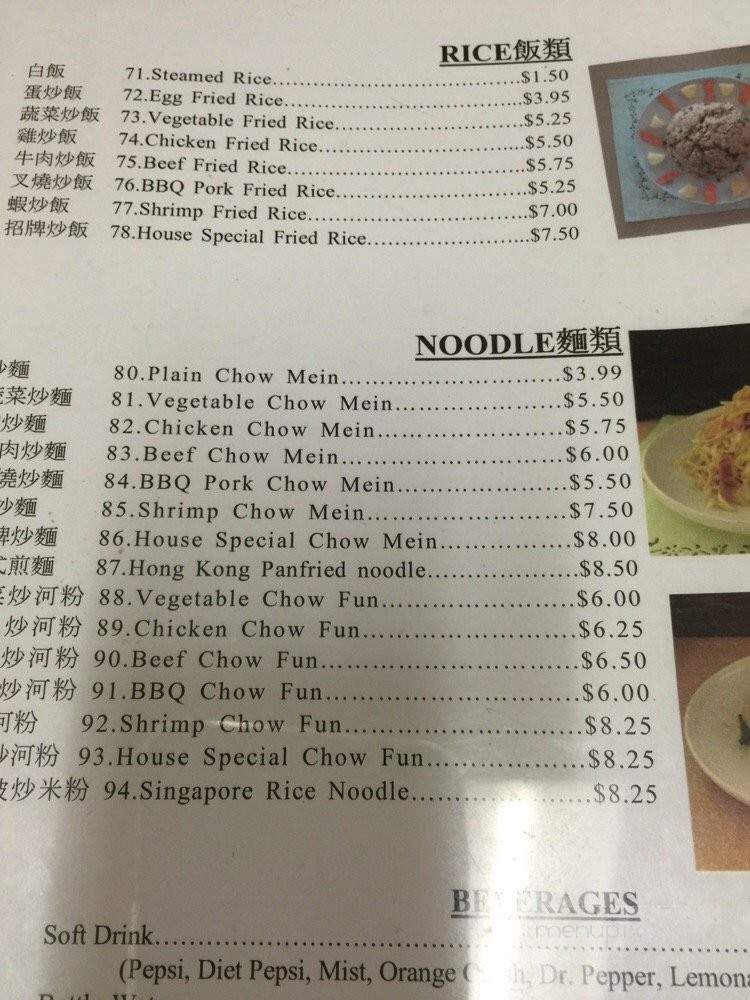 RICE飯類
白飯 71.Steamed Rice..............................$1.50
蛋炒飯 72.Egg Fried Rice..............................$3.95
蔬菜炒飯 73.Vegetable Fried Rice........................$5.25
雞炒飯 74.Chicken Fried Rice..........................$5.50
牛肉炒飯 75.Beef Fried Rice..............................$5.75
叉燒炒飯 76.BBQ Pork Fried Rice........................$5.25
蝦炒飯 77.Shrimp Fried Rice............................$7.00
招牌炒飯 78.House Special Fried Rice......................$7.50
NOODLE麵類
麵 80.Plain Chow Mein............................$3.99
菜炒麵 81.Vegetable Chow Mein.....................$5.50
炒麵 82.Chicken Chow Mein........................$5.75
肉炒麵 83.Beef Chow Mein............................$6.00
燒炒麵 84.BBQ Pork Chow Mein.....................$5.50
炒麵 85.Shrimp Chow Mein.........................$7.50
牌炒麵 86.House Special Chow Mein................$8.00
煎麵 87.Hong Kong Panfried noodle..................$8.50
菜炒河粉 88.Vegetable Chow Fun.......................$6.00
炒河粉 89.Chicken Chow Fun..........................$6.25
炒河粉 90.Beef Chow Fun..............................$6.50
炒河粉 91.BBQ Chow Fun..............................$6.00
河粉 92.Shrimp Chow Fun............................$8.25
炒河粉 93.House Special Chow Fun...................$8.25
炒米粉 94.Singapore Rice Noodle.....................$8.25
BEVERAGES
menupix
Soft Drink..............................................
(Pepsi, Diet Pepsi, Mist, Orange Dr. Pepper,